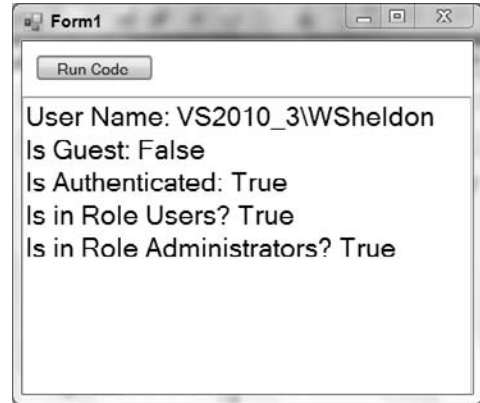 Form1
Run Code
User Name: VS2010_3\WSheldon
Is Guest: False
Is Authenticated: True
Is in Role Users? True
Is in Role Administrators? True